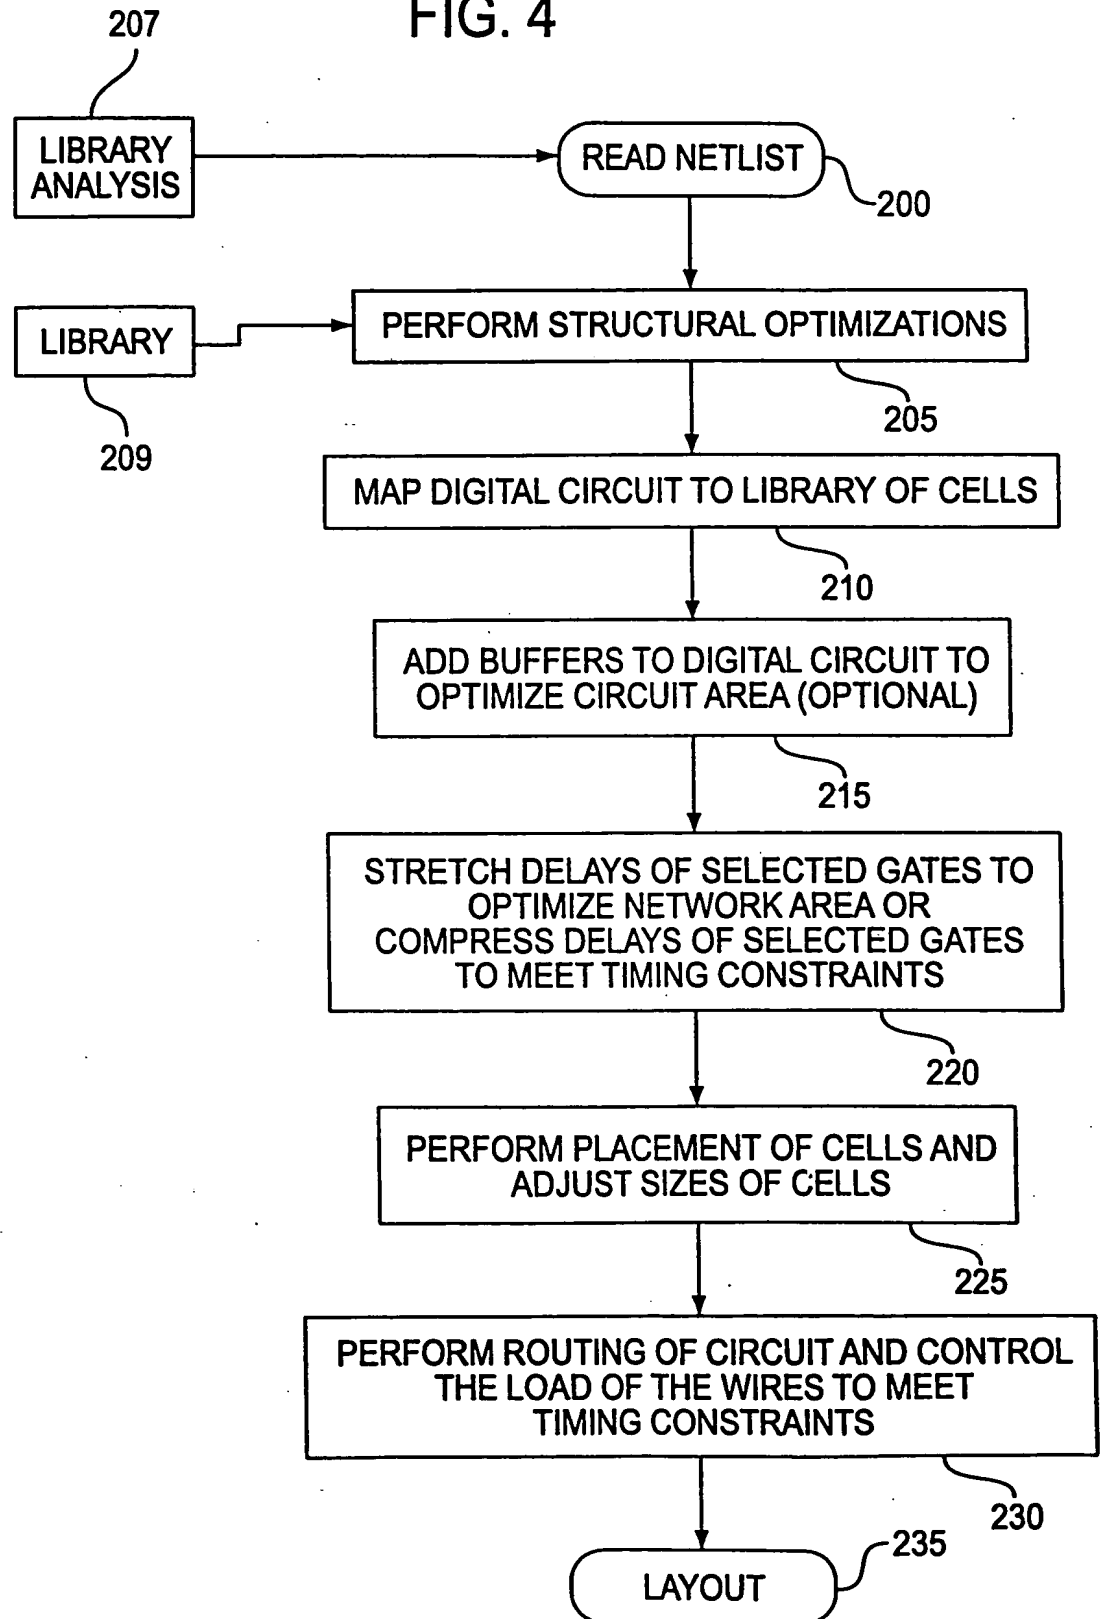 FIG. 4
207
LIBRARY
ANALYSIS
READ NETLIST
200
LIBRARY
209
PERFORM STRUCTURAL OPTIMIZATIONS
205
MAP DIGITAL CIRCUIT TO LIBRARY OF CELLS
210
ADD BUFFERS TO DIGITAL CIRCUIT TO
OPTIMIZE CIRCUIT AREA (OPTIONAL)
215
STRETCH DELAYS OF SELECTED GATES TO
OPTIMIZE NETWORK AREA OR
COMPRESS DELAYS OF SELECTED GATES
TO MEET TIMING CONSTRAINTS
220
PERFORM PLACEMENT OF CELLS AND
ADJUST SIZES OF CELLS
225
PERFORM ROUTING OF CIRCUIT AND CONTROL
THE LOAD OF THE WIRES TO MEET
TIMING CONSTRAINTS
230
235
LAYOUT